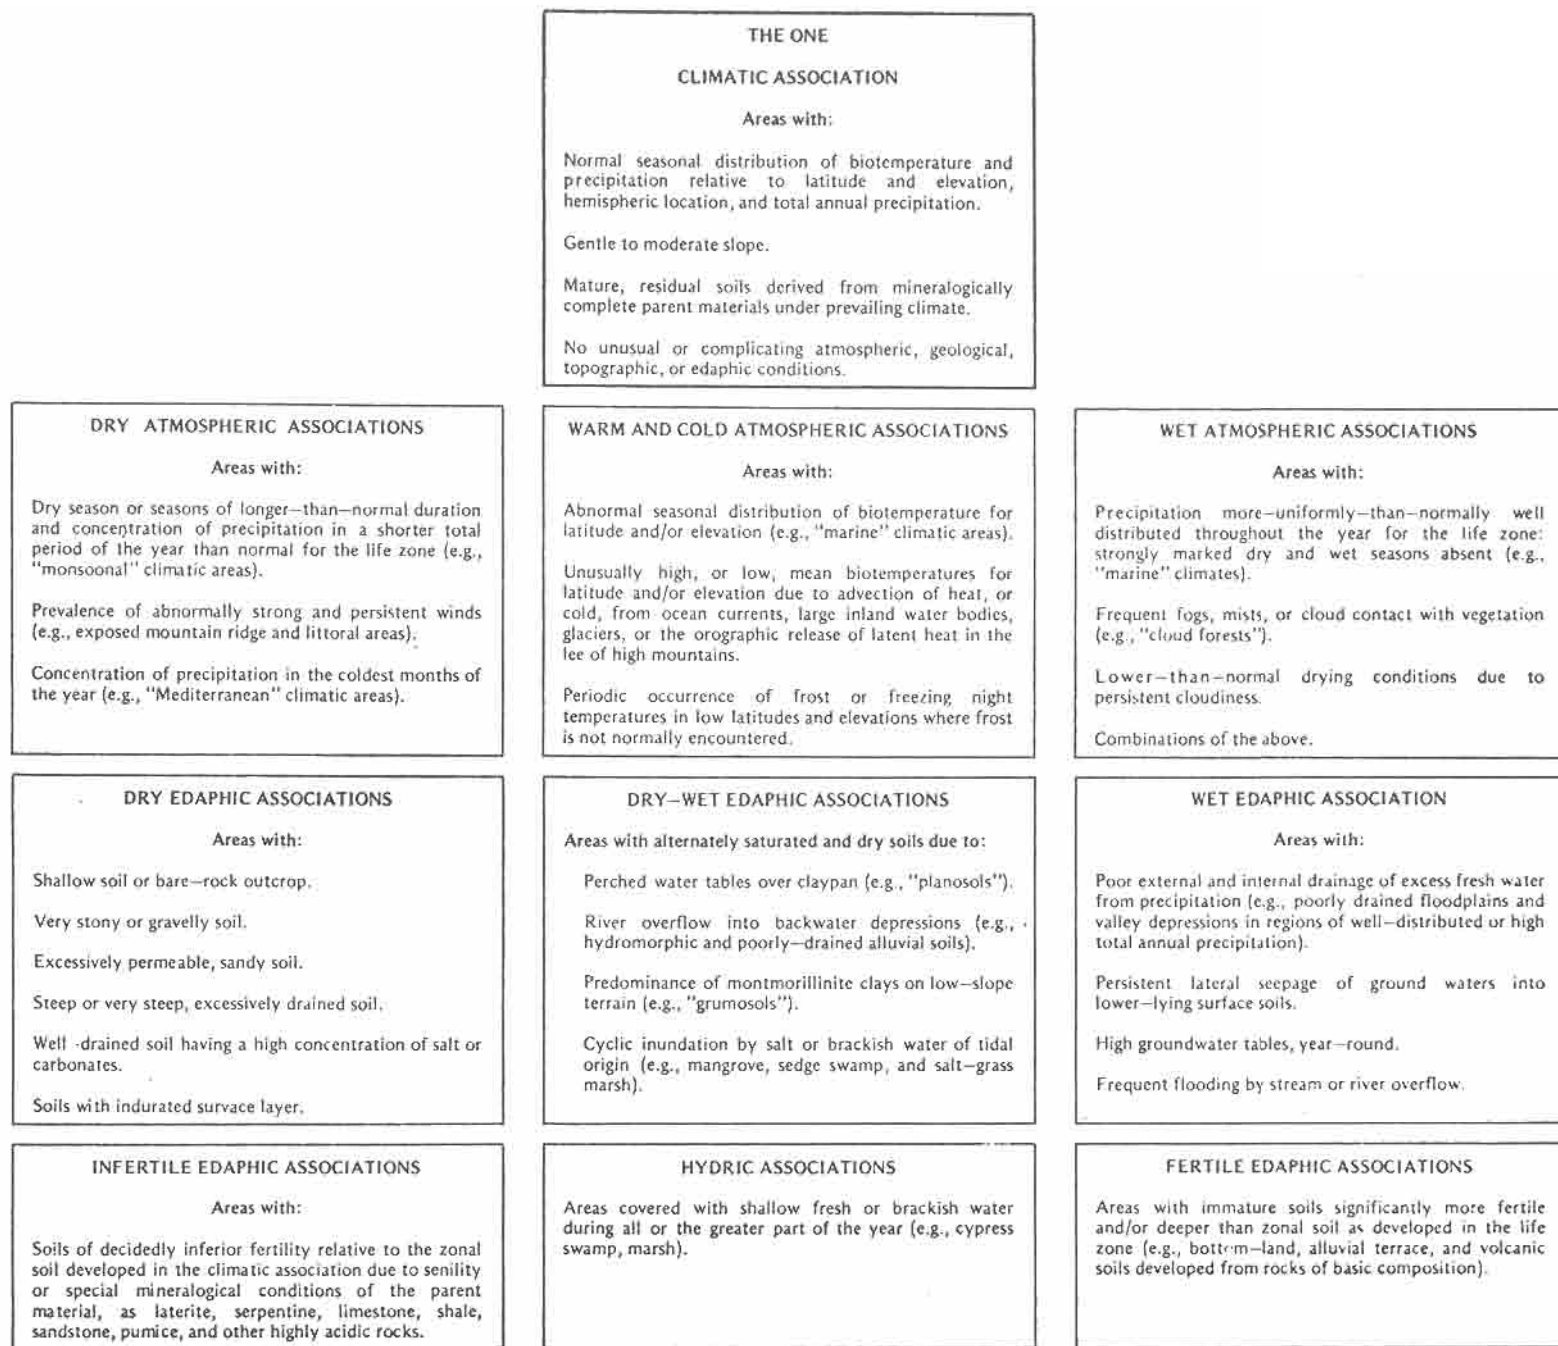 THE ONE
CLIMATIC ASSOCIATION
Areas with:
Normal seasonal distribution of biotemperature and
precipitation relative to latitude and elevation,
hemispheric location, and total annual precipitation.
Gentle to moderate slope.
Mature, residual soils derived from mineralogically
complete parent materials under prevailing climate.
No unusual or complicating atmospheric, geological,
topographic, or edaphic conditions.
DRY ATMOSPHERIC ASSOCIATIONS
Areas with:
Dry season or seasons of longer—than—normal duration
and concentration of precipitation in a shorter total
period of the year than normal for the life zone (e.g.,
"monsoonal" climatic areas).
Prevalence of abnormally strong and persistent winds
(e.g., exposed mountain ridge and littoral areas).
Concentration of precipitation in the coldest months of
the year (e.g., "Mediterranean" climatic areas).
WARM AND COLD ATMOSPHERIC ASSOCIATIONS
Areas with:
Abnormal seasonal distribution of biotemperature for
latitude and/or elevation (e.g., "marine" climatic areas).
Unusually high, or low, mean biotemperatures for
latitude and/or elevation due to advection of heat, or
cold, from ocean currents, large inland water bodies,
glaciers, or the orographic release of latent heat in the
lee of high mountains.
Periodic occurrence of frost or freezing night
temperatures in low latitudes and elevations where frost
is not normally encountered.
WET ATMOSPHERIC ASSOCIATIONS
Areas with:
Precipitation more—uniformly—than—normally well
distributed throughout the year for the life zone:
strongly marked dry and wet seasons absent (e.g.,
"marine" climates).
Frequent fogs, mists, or cloud contact with vegetation
(e.g., "cloud forests").
Lower—than—normal drying conditions due to
persistent cloudiness.
Combinations of the above.
DRY EDAPHIC ASSOCIATIONS
Areas with:
Shallow soil or bare—rock outcrop.
Very stony or gravelly soil.
Excessively permeable, sandy soil.
Steep or very steep, excessively drained soil.
Well -drained soil having a high concentration of salt or
carbonates.
Soils with indurated survace layer.
DRY—WET EDAPHIC ASSOCIATIONS
Areas with alternately saturated and dry soils due to:
Perched water tables over claypan (e.g., "planosols").
River overflow into backwater depressions (e.g.,
hydromorphic and poorly—drained alluvial soils).
Predominance of montmorillinite clays on low—slope
terrain (e.g., "grumosols").
Cyclic inundation by salt or brackish water of tidal
origin (e.g., mangrove, sedge swamp, and salt—grass
marsh).
WET EDAPHIC ASSOCIATION
Areas with:
Poor external and internal drainage of excess fresh water
from precipitation (e.g., poorly drained floodplains and
valley depressions in regions of well—distributed or high
total annual precipitation).
Persistent lateral seepage of ground waters into
lower—lying surface soils.
High groundwater tables, year—round.
Frequent flooding by stream or river overflow.
INFERTILE EDAPHIC ASSOCIATIONS
Areas with:
Soils of decidedly inferior fertility relative to the zonal
soil developed in the climatic association due to senility
or special mineralogical conditions of the parent
material, as laterite, serpentine, limestone, shale,
sandstone, pumice, and other highly acidic rocks.
HYDRIC ASSOCIATIONS
Areas covered with shallow fresh or brackish water
during all or the greater part of the year (e.g., cypress
swamp, marsh).
FERTILE EDAPHIC ASSOCIATIONS
Areas with immature soils significantly more fertile
and/or deeper than zonal soil as developed in the life
zone (e.g., bottom—land, alluvial terrace, and volcanic
soils developed from rocks of basic composition).